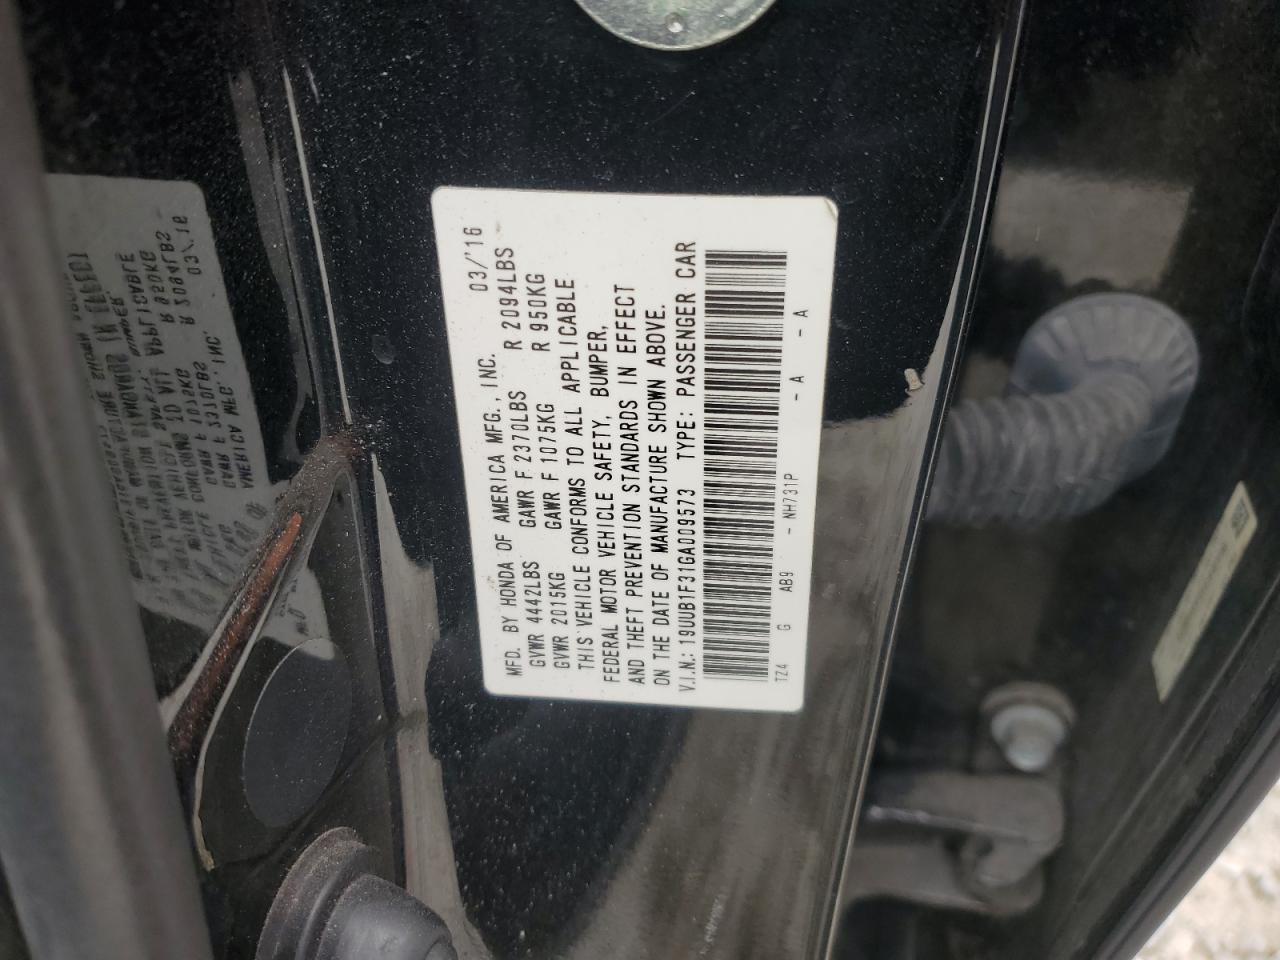 MFD. BY HONDA OF AMERICA MFG., INC. 03/'16
GVWR 4442LBS GAWR F 2370LBS R 2094LBS
GVWR 2015KG GAWR F 1075KG R 950KG
THIS VEHICLE CONFORMS TO ALL APPLICABLE
FEDERAL MOTOR VEHICLE SAFETY, BUMPER,
AND THEFT PREVENTION STANDARDS IN EFFECT
ON THE DATE OF MANUFACTURE SHOWN ABOVE.
V.I.N.: 19UUB1F31GA009573 TYPE: PASSENGER CAR
TZ4 G AB9 - NH731P - A - A